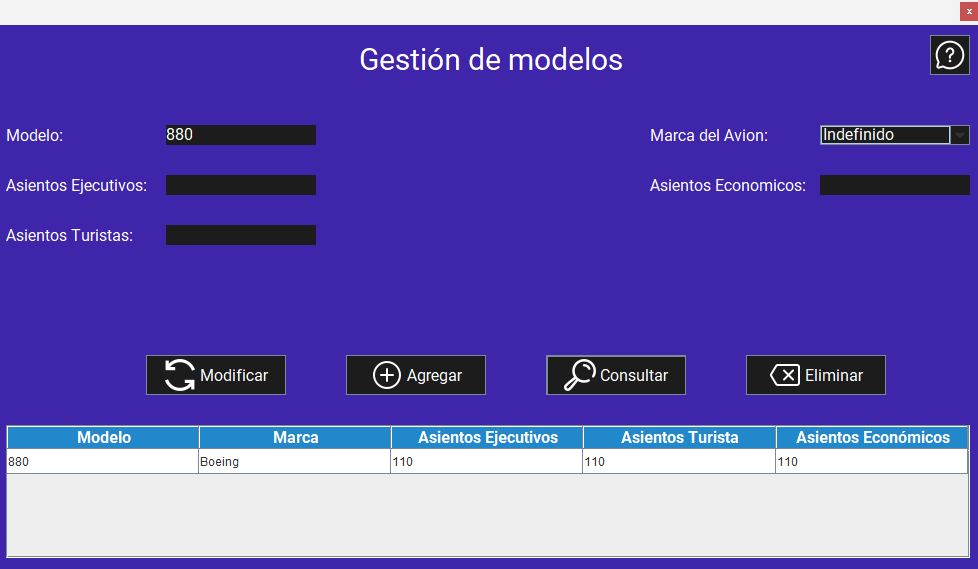 x
Gestión de modelos
?
Modelo: 880 Marca del Avion: Indefinido
Asientos Ejecutivos: Asientos Economicos:
Asientos Turistas:
Modificar Agregar Consultar Eliminar
Modelo Marca Asientos Ejecutivos Asientos Turista Asientos Económicos
880 Boeing 110 110 110